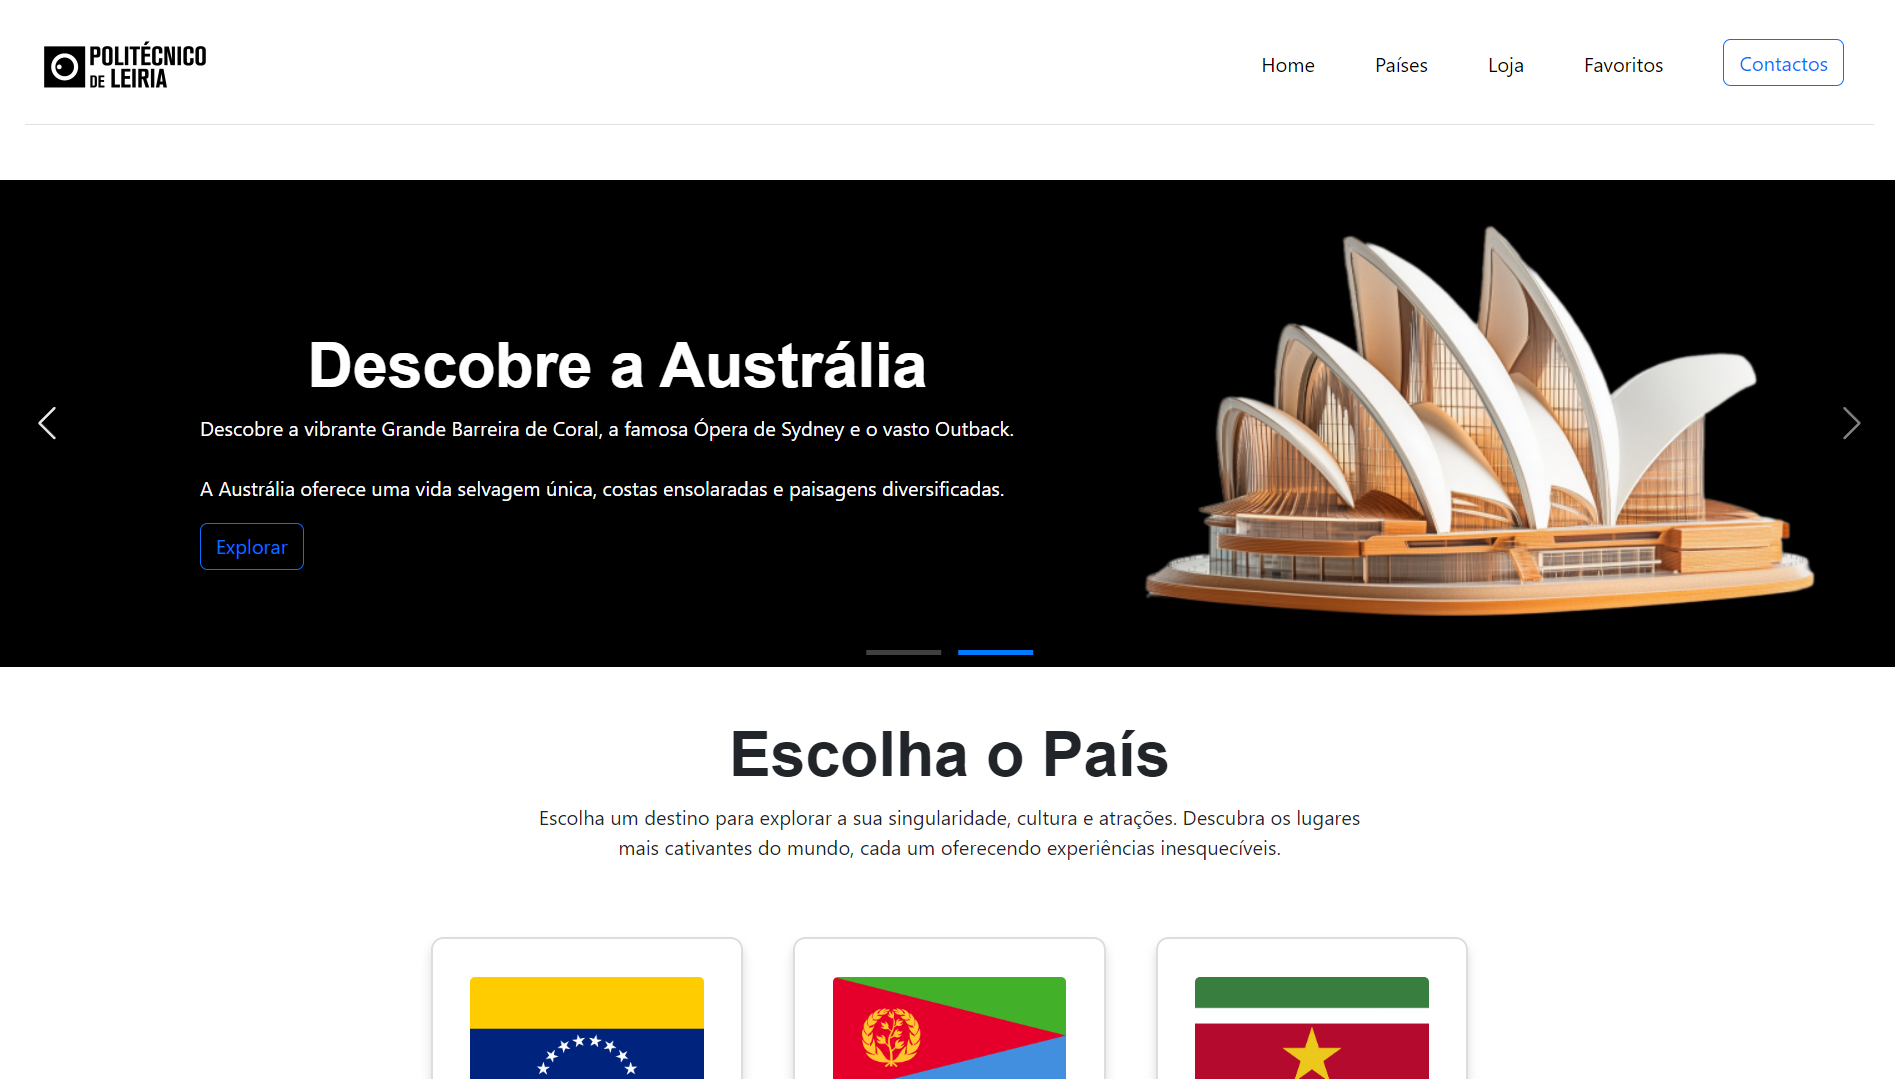 POLITÉCNICO
DE LEIRIA
Home
Países
Loja
Favoritos
Contactos
Descobre a Austrália
Descobre a vibrante Grande Barreira de Coral, a famosa Ópera de Sydney e o vasto Outback.
A Austrália oferece uma vida selvagem única, costas ensolaradas e paisagens diversificadas.
Explorar
Escolha o País
Escolha um destino para explorar a sua singularidade, cultura e atrações. Descubra os lugares
mais cativantes do mundo, cada um oferecendo experiências inesquecíveis.